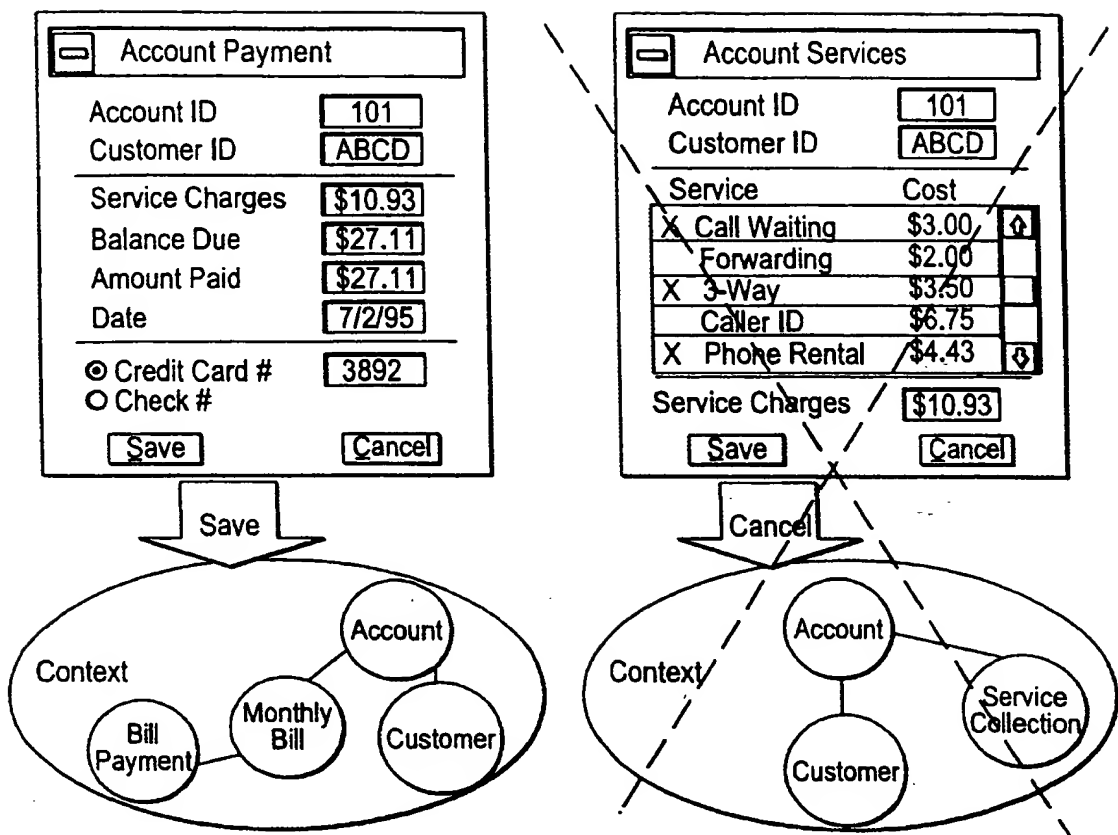 Account Payment
Account ID 101
Customer ID ABCD
Service Charges $10.93
Balance Due $27.11
Amount Paid $27.11
Date 7/2/95
Credit Card # 3892
Check #
Save Cancel
Save
Context
Account
Monthly
Bill
Bill
Payment
Customer
Account Services
Account ID 101
Customer ID ABCD
Service Cost
X Call Waiting $3.00
Forwarding $2.00
X 3-Way $3.50
Caller ID $6.75
X Phone Rental $4.43
Service Charges $10.93
Save Cancel
Cancel
Context
Account
Service
Collection
Customer